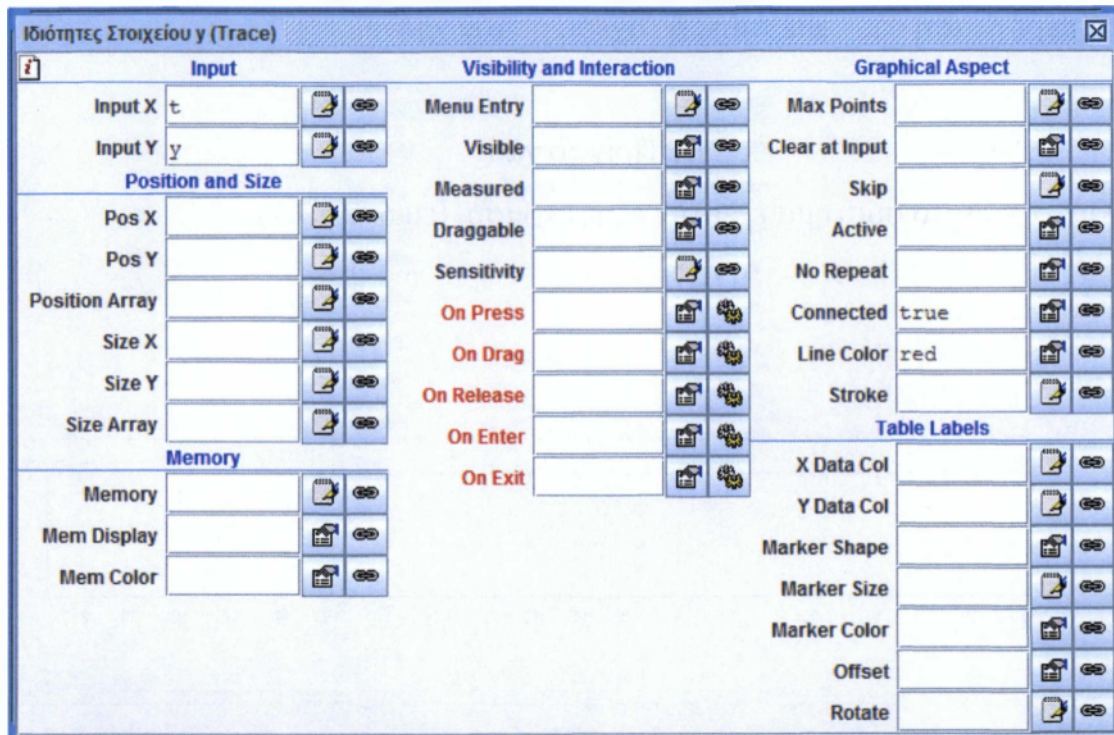 Ιδιότητες Στοιχείου y (Trace)
Input
Input X t
Input Y y
Position and Size
Pos X
Pos Y
Position Array
Size X
Size Y
Size Array
Memory
Memory
Mem Display
Mem Color
Visibility and Interaction
Menu Entry
Visible
Measured
Draggable
Sensitivity
On Press
On Drag
On Release
On Enter
On Exit
Graphical Aspect
Max Points
Clear at Input
Skip
Active
No Repeat
Connected true
Line Color red
Stroke
Table Labels
X Data Col
Y Data Col
Marker Shape
Marker Size
Marker Color
Offset
Rotate